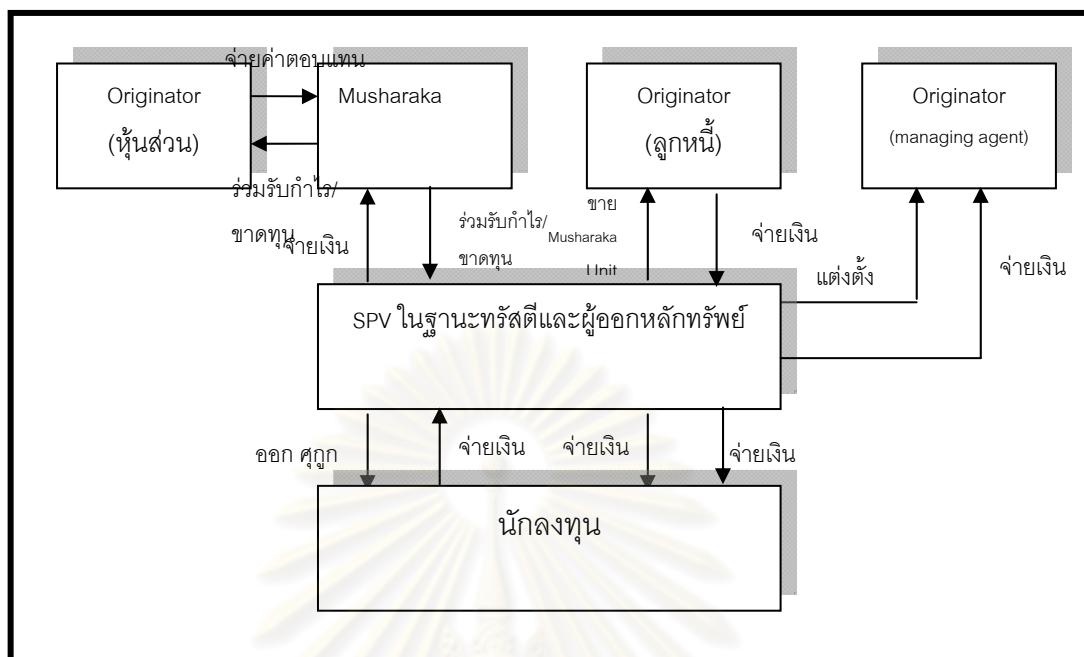 จ่ายค่าตอบแทน
Originator
(หุ้นส่วน)
Musharaka
Originator
(ลูกหนี้)
Originator
(managing agent)
ร่วมรับกำไร/
ขาดทุน
จ่ายเงิน
ร่วมรับกำไร/
ขาดทุน
ขาย
Musharaka
Unit
จ่ายเงิน
แต่งตั้ง
จ่ายเงิน
SPV ในฐานะทรัสตีและผู้ออกหลักทรัพย์
ออก ศุกูก
จ่ายเงิน
จ่ายเงิน
จ่ายเงิน
นักลงทุน